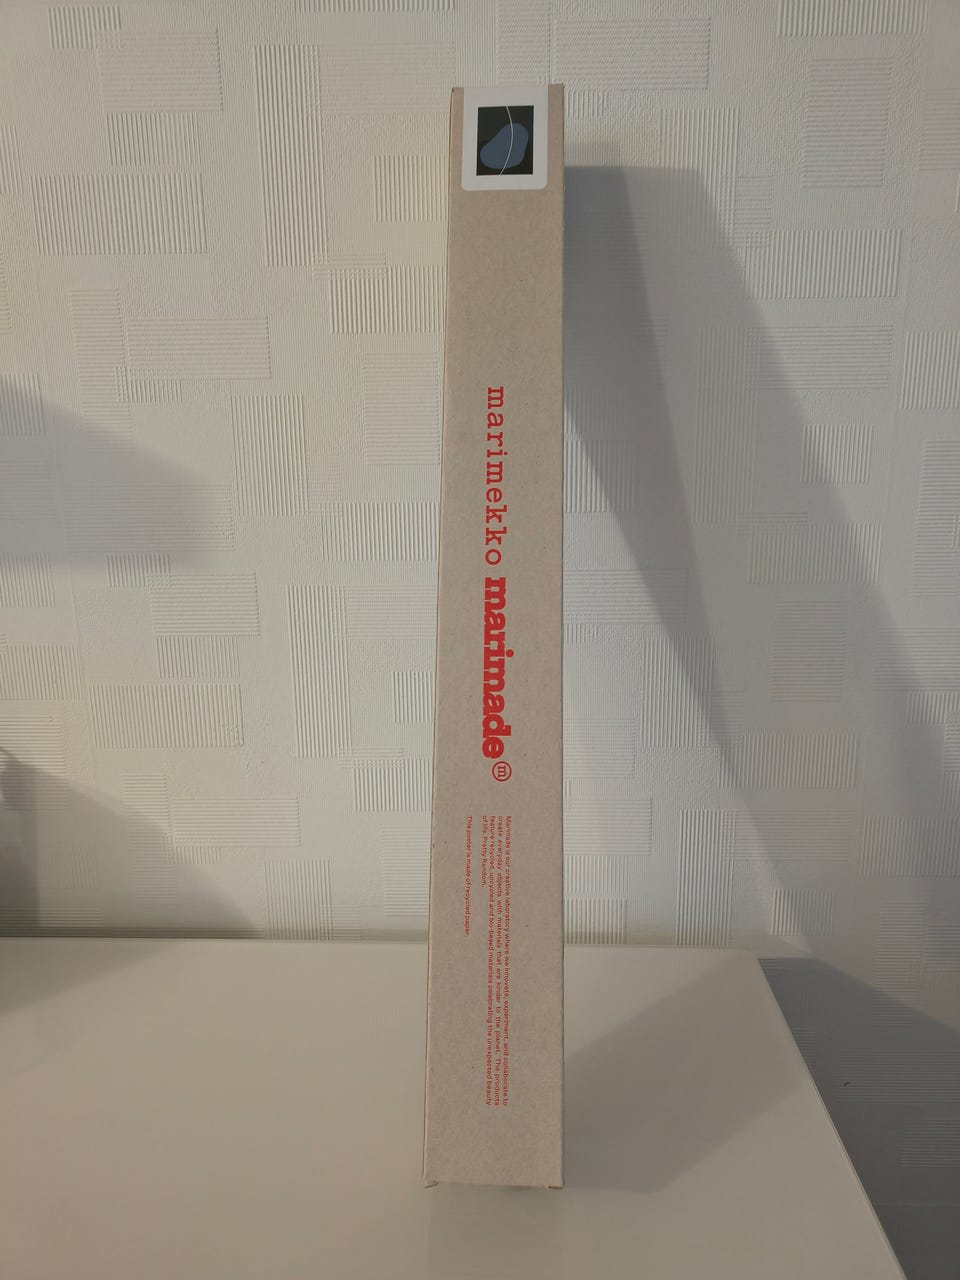 marimekko marimade ⓜ
Marimade is our creative laboratory where we innovate, experiment, and collaborate to
create everyday objects with materials that are kinder to the planet. The products
feature recycled, upcycled and bio-based materials celebrating the unexpected beauty
of life. Pretty Random.
This poster is made of recycled paper.